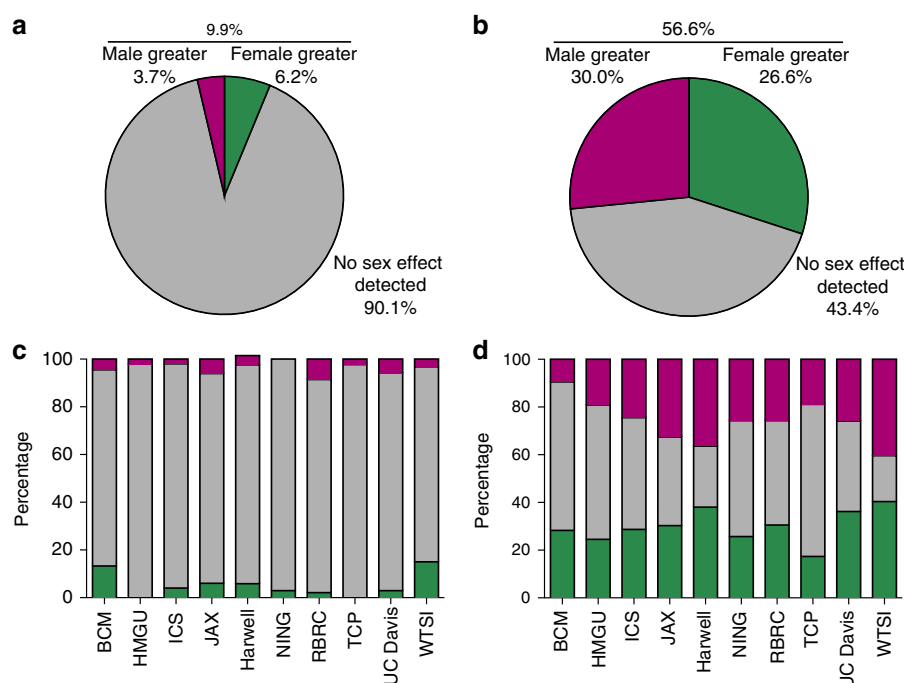 a
9.9%
Male greater
3.7%
Female greater
6.2%
No sex effect
detected
90.1%
b
56.6%
Male greater
30.0%
Female greater
26.6%
No sex effect
detected
43.4%
c
Percentage
100
80
60
40
20
0
BCM
HMGU
ICS
JAX
Harwell
NING
RBRC
TCP
UC Davis
WTSI
d
Percentage
100
80
60
40
20
0
BCM
HMGU
ICS
JAX
Harwell
NING
RBRC
TCP
UC Davis
WTSI